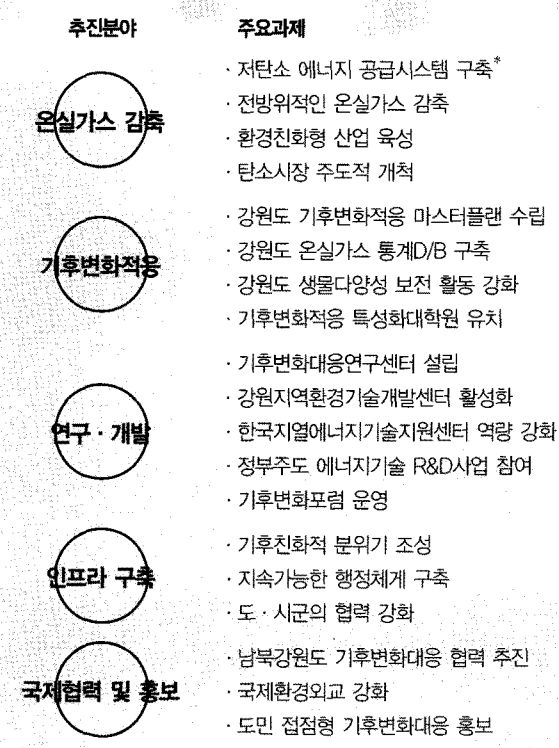 추진분야 주요과제
온실가스 감축
· 저탄소 에너지 공급시스템 구축*
· 전방위적인 온실가스 감축
· 환경친화형 산업 육성
· 탄소시장 주도적 개척
기후변화적응
· 강원도 기후변화적응 마스터플랜 수립
· 강원도 온실가스 통계D/B 구축
· 강원도 생물다양성 보전 활동 강화
· 기후변화적응 특성화대학원 유치
연구 · 개발
· 기후변화대응연구센터 설립
· 강원지역환경기술개발센터 활성화
· 한국지열에너지기술지원센터 역량 강화
· 정부주도 에너지기술 R&D사업 참여
· 기후변화포럼 운영
인프라 구축
· 기후친화적 분위기 조성
· 지속가능한 행정체계 구축
· 도 · 시군의 협력 강화
국제협력 및 홍보
· 남북강원도 기후변화대응 협력 추진
· 국제환경외교 강화
· 도민 접점형 기후변화대응 홍보